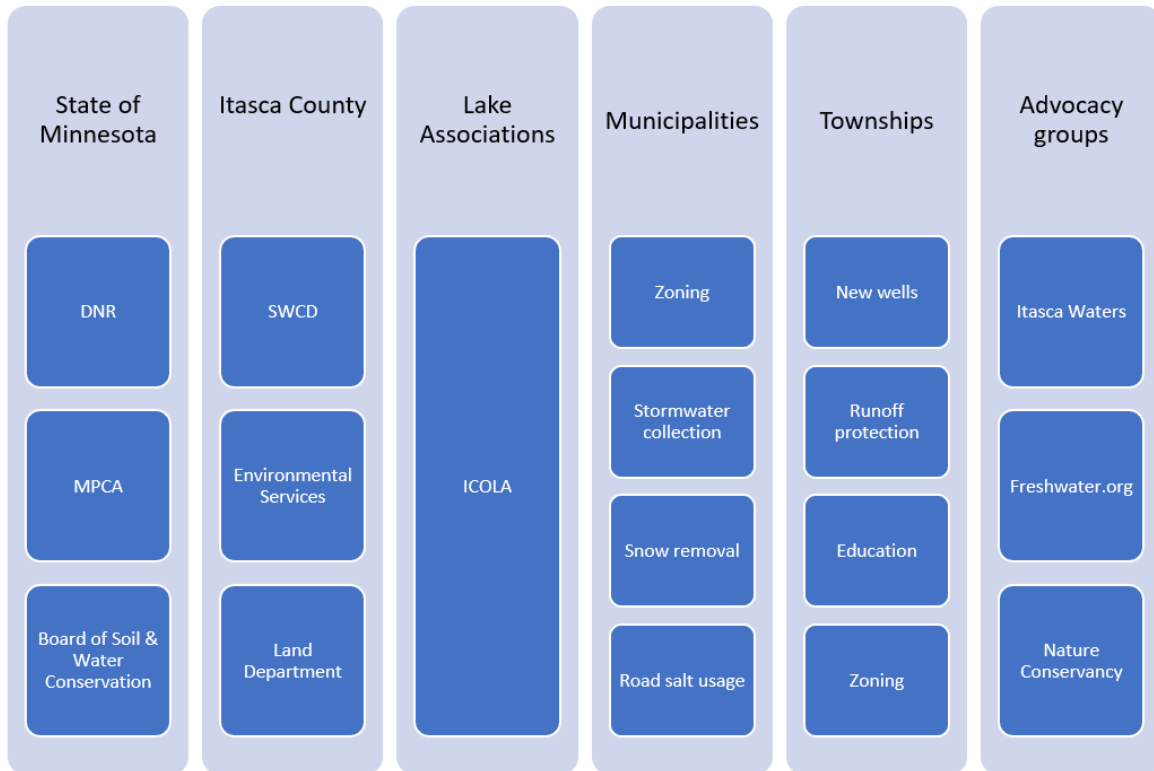 State of
Minnesota
DNR
MPCA
Board of Soil &
Water
Conservation
Itasca County
SWCD
Environmental
Services
Land
Department
Lake
Associations
ICOLA
Municipalities
Zoning
Stormwater
collection
Snow removal
Road salt usage
Townships
New wells
Runoff
protection
Education
Zoning
Advocacy
groups
Itasca Waters
Freshwater.org
Nature
Conservancy